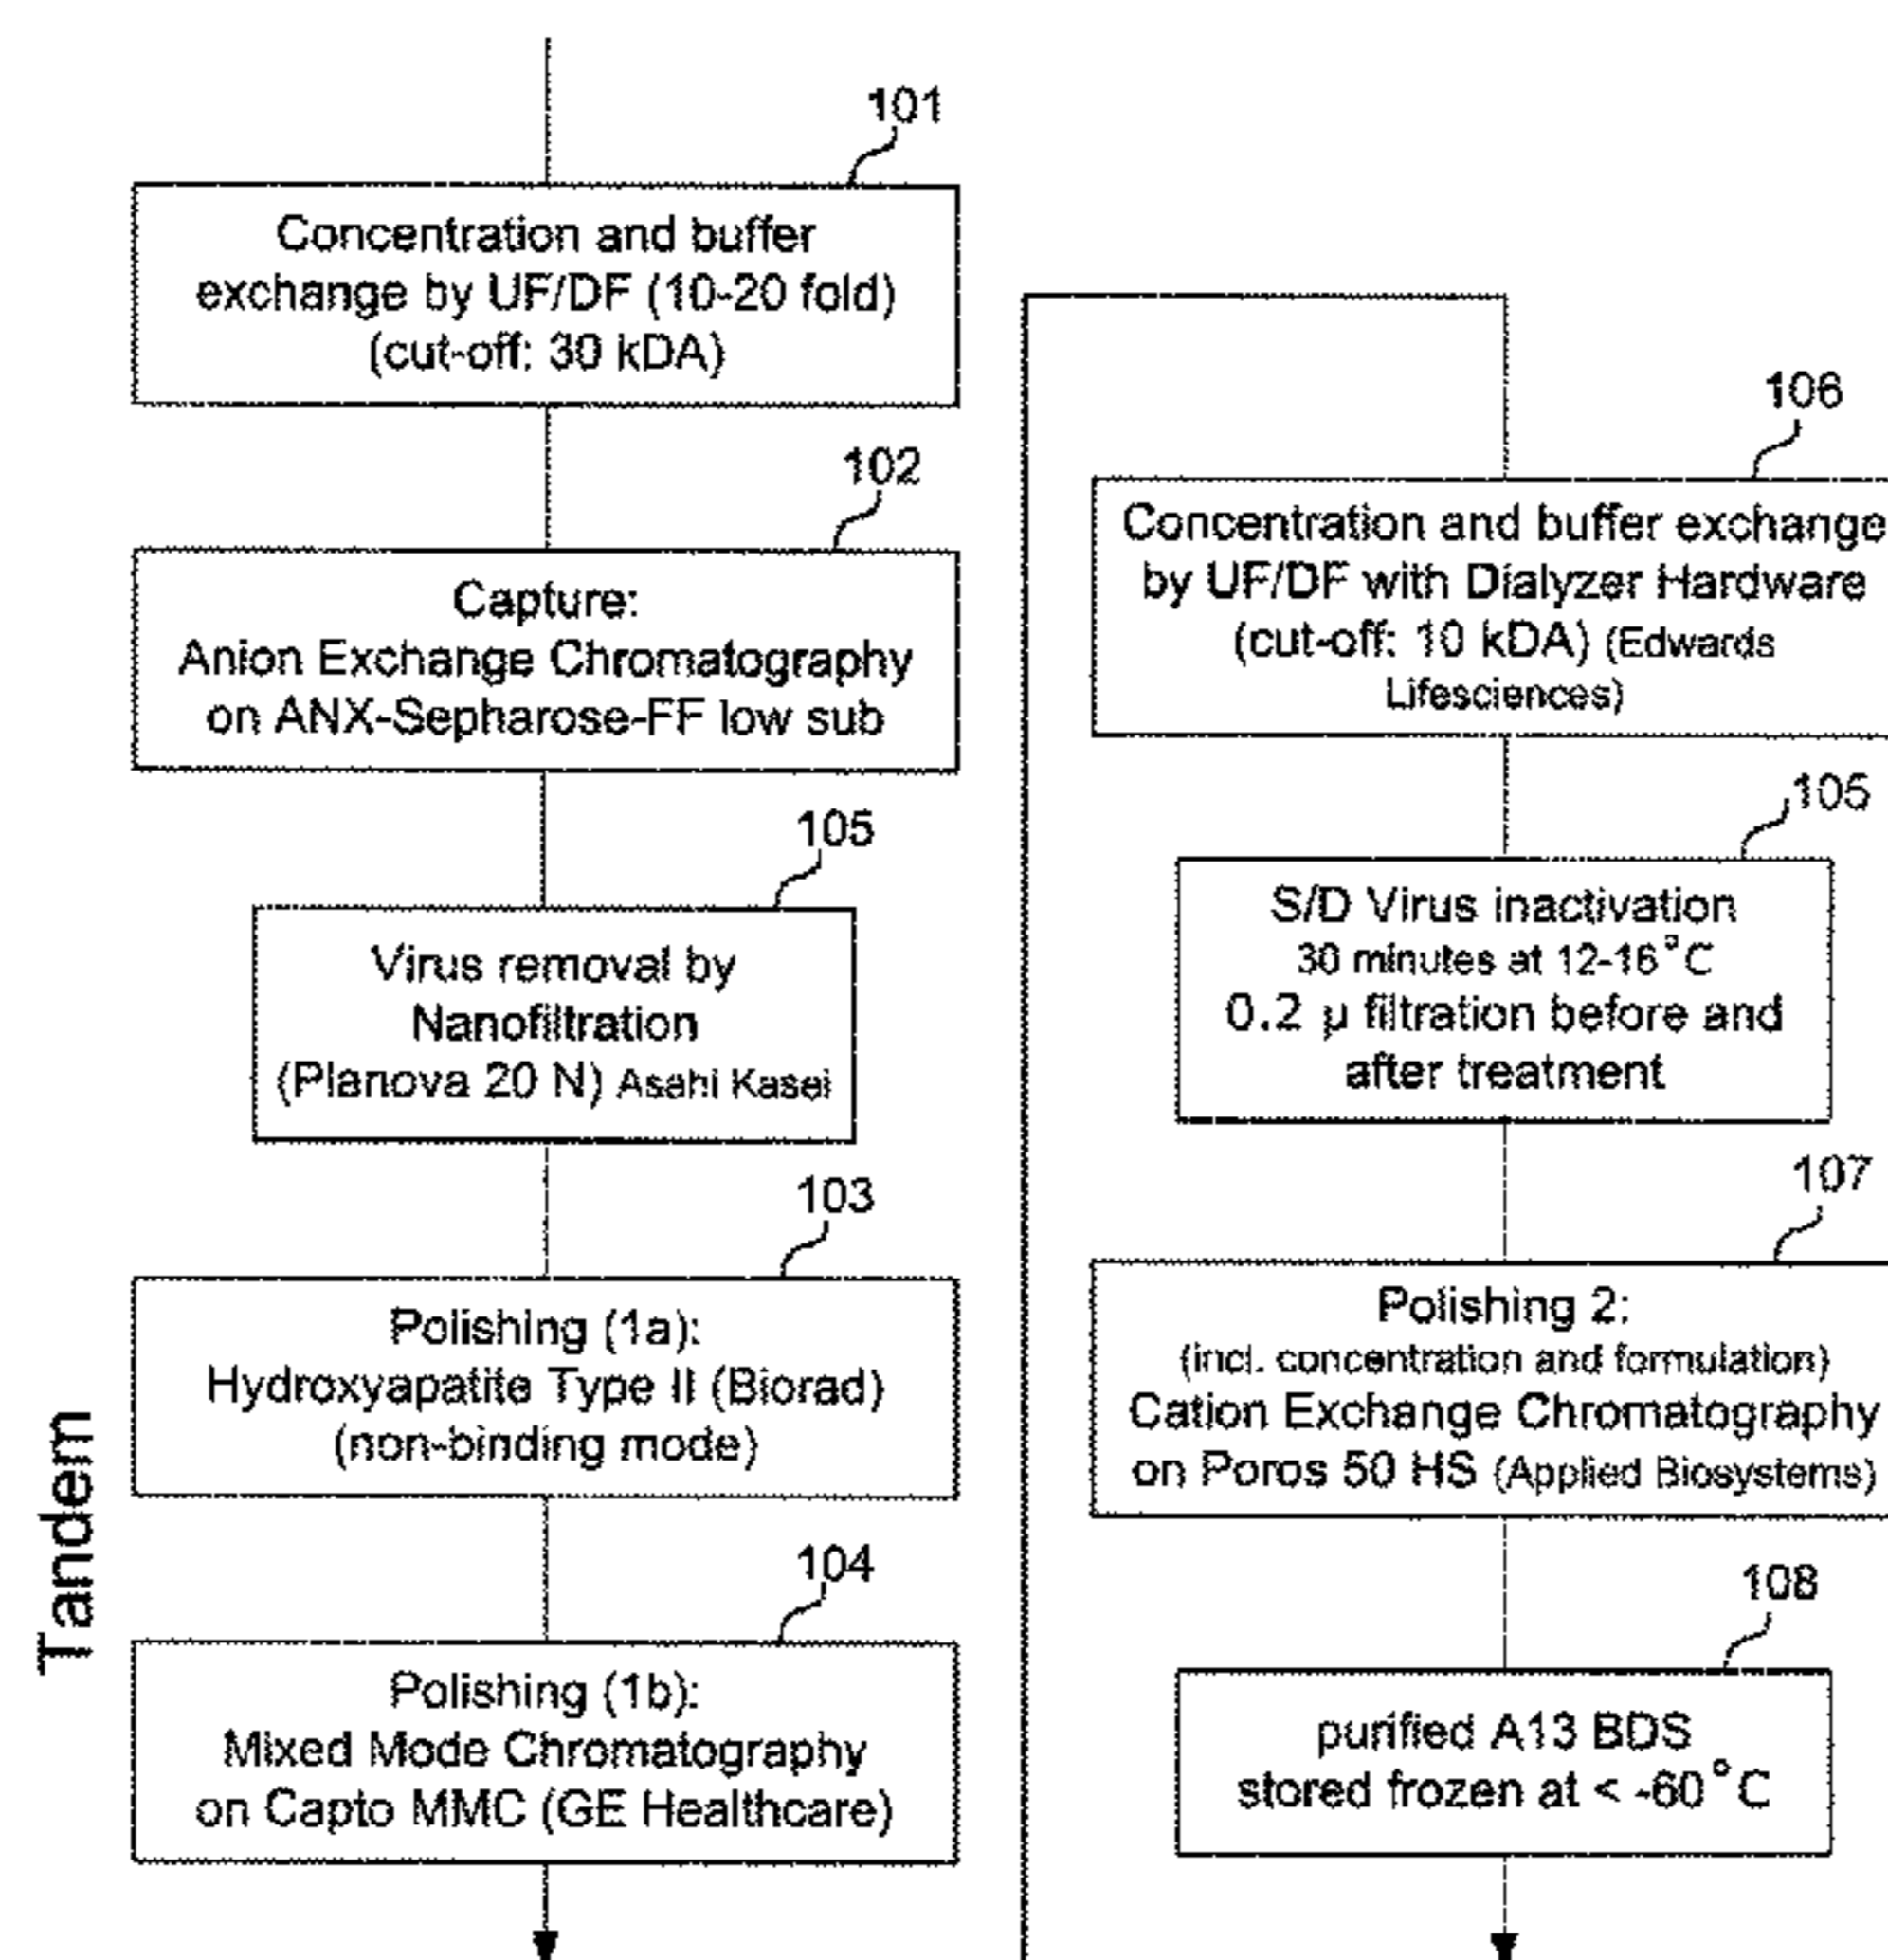 101
Concentration and buffer
exchange by UF/DF (10-20 fold)
(cut-off: 30 kDA)
102
Capture:
Anion Exchange Chromatography
on ANX-Sepharose-FF low sub
105
Virus removal by
Nanofiltration
(Planova 20 N) Asahi Kasei
103
Polishing (1a):
Hydroxyapatite Type II (Biorad)
(non-binding mode)
Tandem
104
Polishing (1b):
Mixed Mode Chromatography
on Capto MMC (GE Healthcare)
106
Concentration and buffer exchange
by UF/DF with Dialyzer Hardware
(cut-off: 10 kDA) (Edwards
Lifesciences)
105
S/D Virus inactivation
30 minutes at 12-16°C
0.2 µ filtration before and
after treatment
107
Polishing 2:
(incl. concentration and formulation)
Cation Exchange Chromatography
on Poros 50 HS (Applied Biosystems)
108
purified A13 BDS
stored frozen at < -60°C